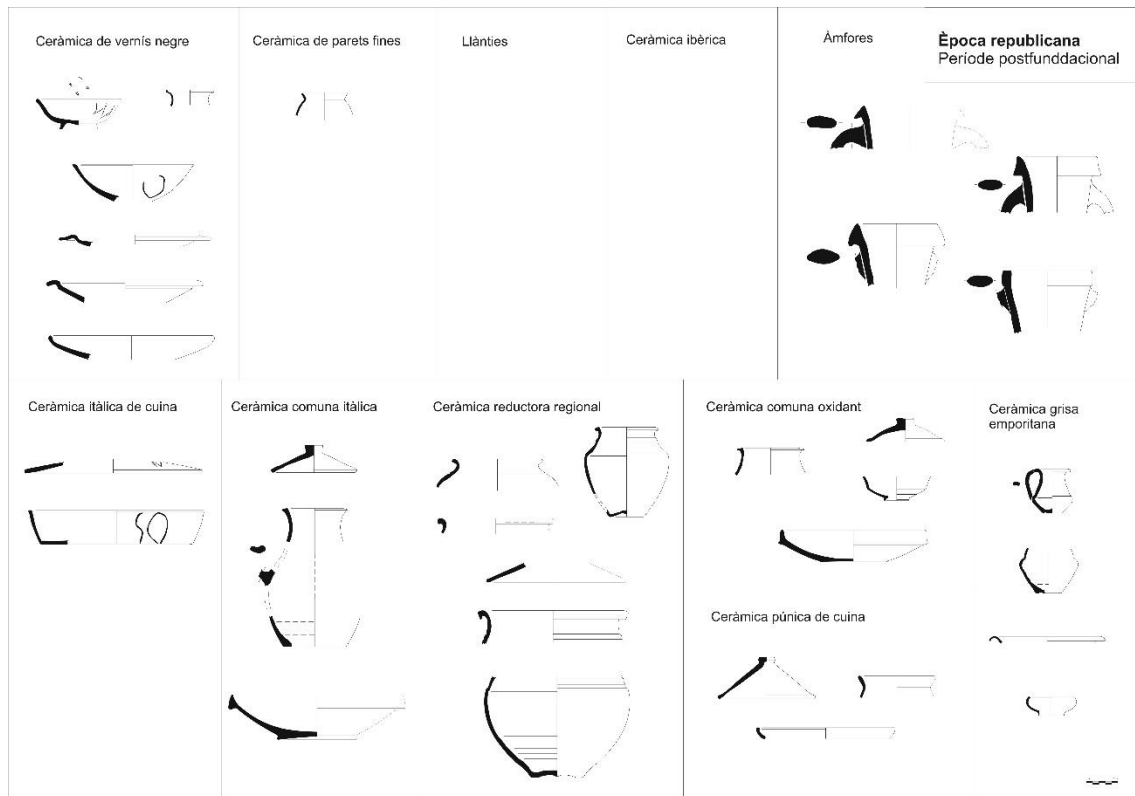 Ceràmica de vernís negre
Ceràmica de parets fines
Llànties
Ceràmica ibèrica
Àmfores
Època republicana
Període postfunddacional
Ceràmica itàlica de cuina
Ceràmica comuna itàlica
Ceràmica reductora regional
Ceràmica comuna oxidant
Ceràmica grisa
emporitana
Ceràmica púnica de cuina